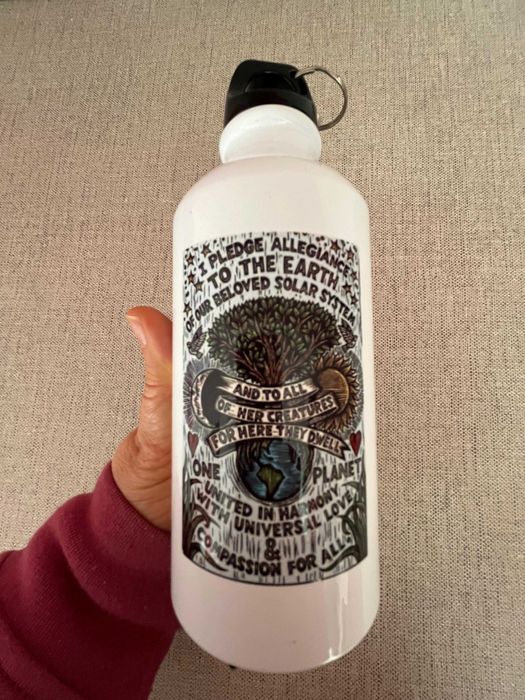 I PLEDGE ALLEGIANCE
TO THE EARTH
OF OUR BELOVED SOLAR SYSTEM
AND TO ALL
OF HER CREATURES
FOR HERE THEY DWELL
ONE PLANET
UNITED IN HARMONY
WITH UNIVERSAL LOVE
&
COMPASSION FOR ALL